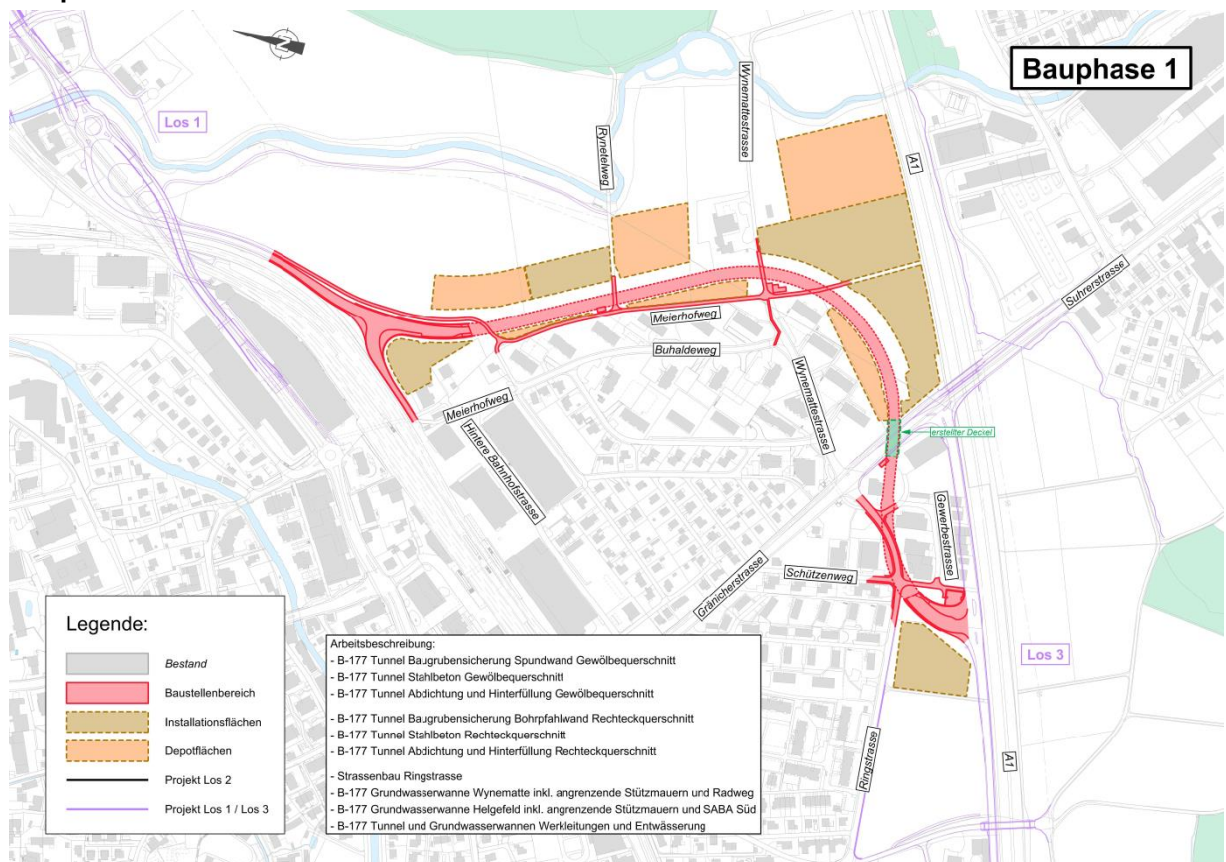 Bauphase 1
N
Los 1
Rynetelweg
Wynemattestrasse
A1
Suhrerstrasse
Meierhofweg
Buhaldeweg
Wynemattestrasse
Meierhofweg
Hintere Bahnhofstrasse
erstellter Deckel
Gewerbestrasse
Schützenweg
Gränicherstrasse
Los 3
Ringstrasse
A1
Legende:
Bestand
Baustellenbereich
Installationsflächen
Depotflächen
Projekt Los 2
Projekt Los 1 / Los 3
Arbeitsbeschreibung:
- B-177 Tunnel Baugrubensicherung Spundwand Gewölbequerschnitt
- B-177 Tunnel Stahlbeton Gewölbequerschnitt
- B-177 Tunnel Abdichtung und Hinterfüllung Gewölbequerschnitt
- B-177 Tunnel Baugrubensicherung Bohrpfahlwand Rechteckquerschnitt
- B-177 Tunnel Stahlbeton Rechteckquerschnitt
- B-177 Tunnel Abdichtung und Hinterfüllung Rechteckquerschnitt
- Strassenbau Ringstrasse
- B-177 Grundwasserwanne Wynematte inkl. angrenzende Stützmauern und Radweg
- B-177 Grundwasserwanne Helgefeld inkl. angrenzende Stützmauern und SABA Süd
- B-177 Tunnel und Grundwasserwannen Werkleitungen und Entwässerung